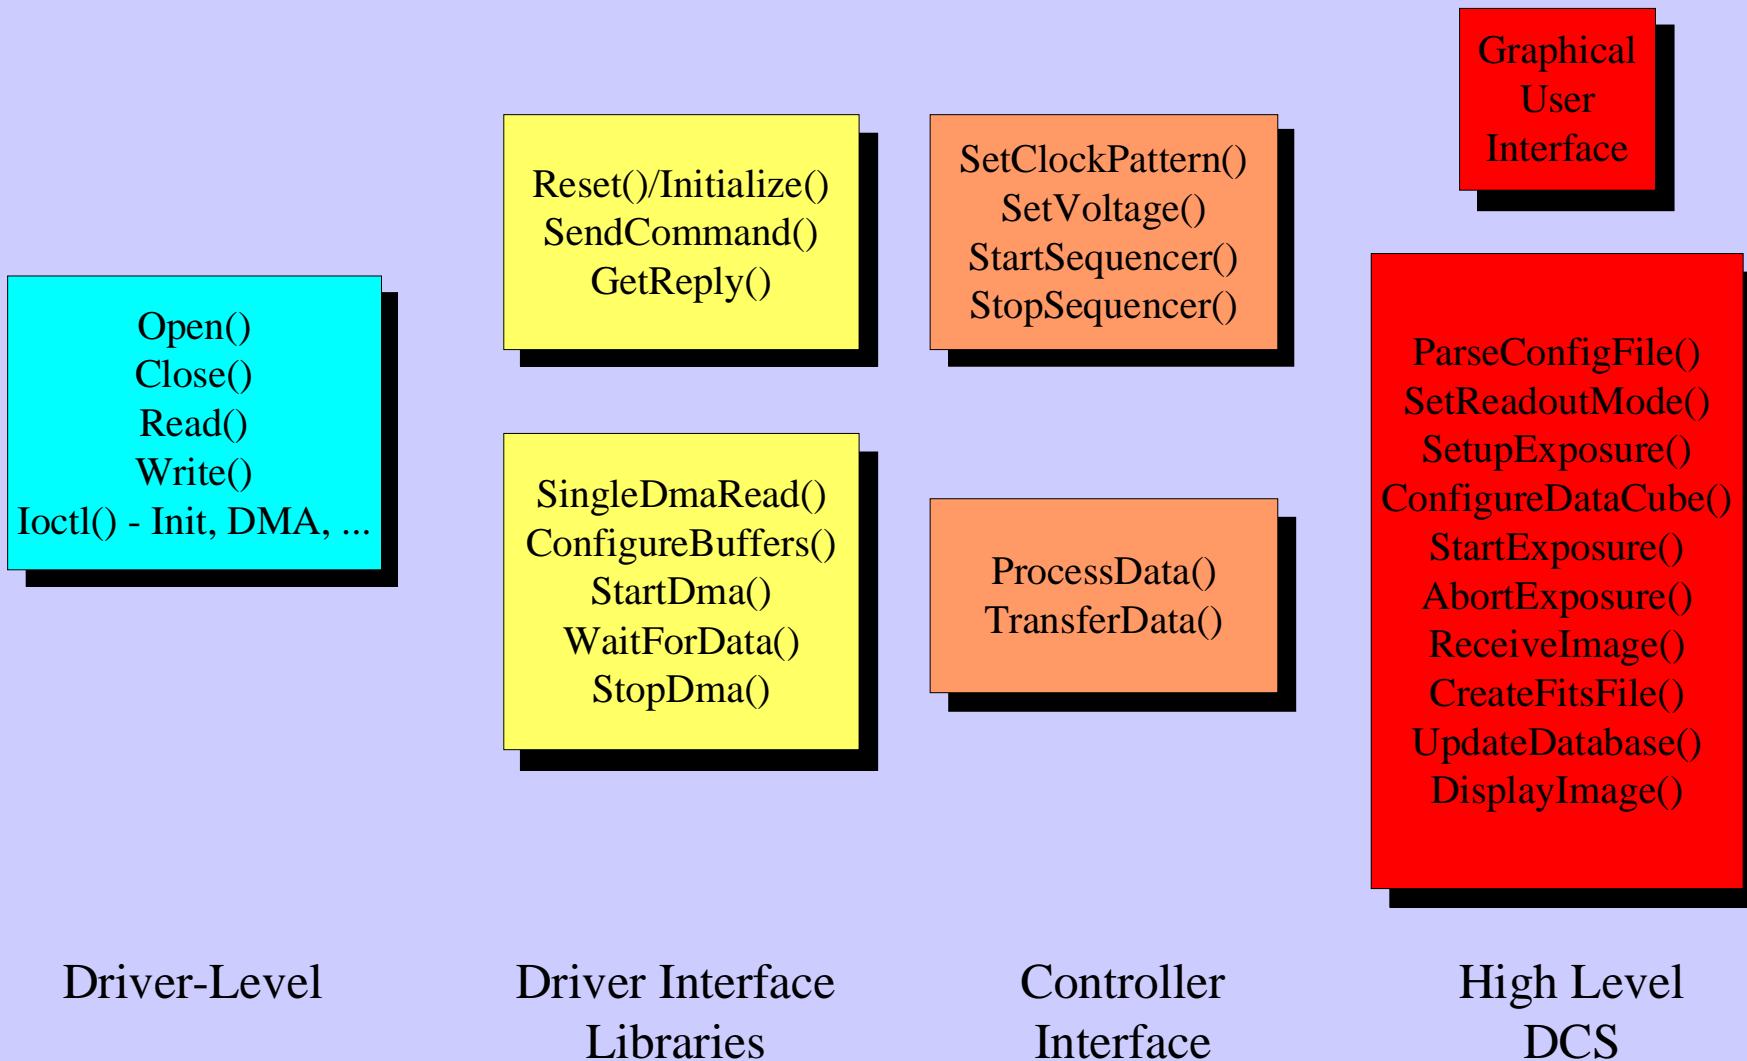 Open()
Close()
Read()
Write()
Ioctl() - Init, DMA, ...
Driver-Level
Reset()/Initialize()
SendCommand()
GetReply()
SingleDmaRead()
ConfigureBuffers()
StartDma()
WaitForData()
StopDma()
Driver Interface
Libraries
SetClockPattern()
SetVoltage()
StartSequencer()
StopSequencer()
ProcessData()
TransferData()
Controller
Interface
Graphical
User
Interface
ParseConfigFile()
SetReadoutMode()
SetupExposure()
ConfigureDataCube()
StartExposure()
AbortExposure()
ReceiveImage()
CreateFitsFile()
UpdateDatabase()
DisplayImage()
High Level
DCS